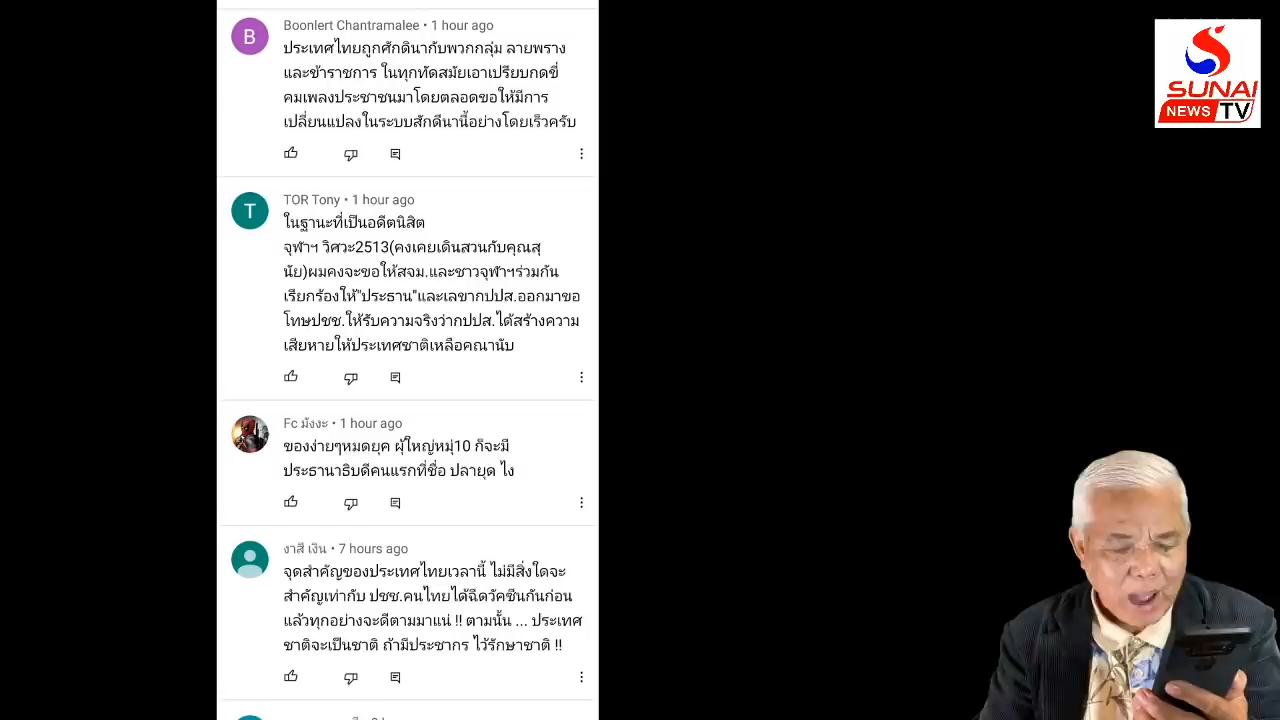 Boonlert Chantramalee • 1 hour ago
ประเทศไทยถูกศักดินากับพวกกลุ่ม ลายพราง
และข้าราชการ ในทุกทัดสมัยเอาเปรียบกดขี่
คมเพลงประชาชนมาโดยตลอดขอให้มีการ
เปลี่ยนแปลงในระบบสักดีนานี้อย่างโดยเร็วครับ
TOR Tony • 1 hour ago
ในฐานะที่เป็นอดีตนิสิต
จุฬาฯ วิศวะ2513(คงเคยเดินสวนกับคุณสุ
นัย)ผมคงจะขอให้สจม.และชาวจุฬาฯร่วมกัน
เรียกร้องให้"ประธาน"และเลขากปปส.ออกมาขอ
โทษปชช.ให้รับความจริงว่ากปปส.ได้สร้างความ
เสียหายให้ประเทศชาติเหลือคณานับ
Fc มังงะ • 1 hour ago
ของง่ายๆหมดยุค ผุ้ใหญ่หมุ่10 ก็จะมี
ประธานาธิบดีคนแรกที่ชื่อ ปลายุด ไง
งาสี เงิน • 7 hours ago
จุดสำคัญของประเทศไทยเวลานี้ ไม่มีสิ่งใดจะ
สำคัญเท่ากับ ปชช.คนไทยได้ฉีดวัคซีนกันก่อน
แล้วทุกอย่างจะดีตามมาแน่ !! ตามนั้น ... ประเทศ
ชาติจะเป็นชาติ ถ้ามีประชากร ไว้รักษาชาติ !!
SUNAI
NEWS TV
B
T